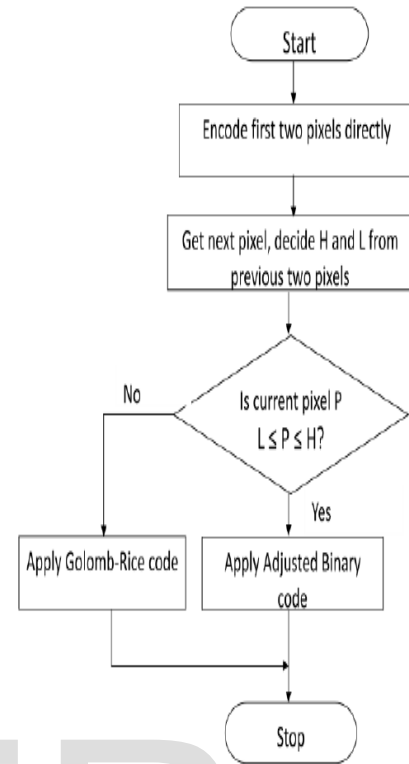 Start
Encode first two pixels directly
Get next pixel, decide H and L from
previous two pixels
Is current pixel P
L ≤ P ≤ H?
No
Yes
Apply Golomb-Rice code
Apply Adjusted Binary
code
Stop